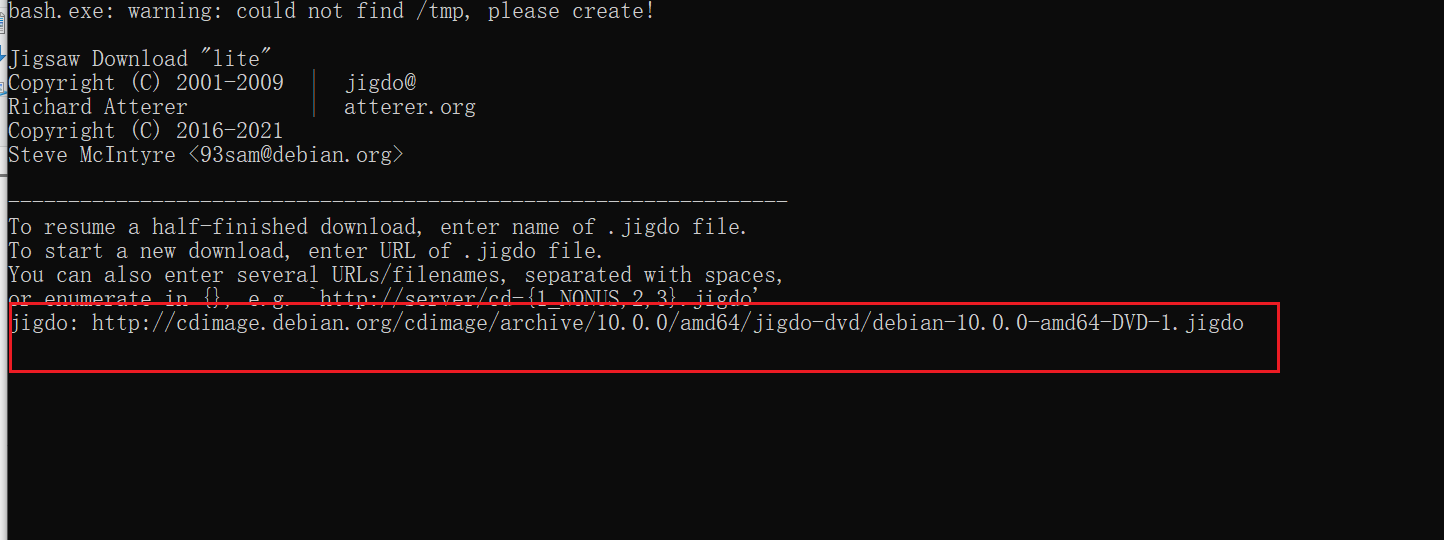 bash.exe: warning: could not find /tmp, please create!
Jigsaw Download "lite"
Copyright (C) 2001-2009 | jigdo@
Richard Atterer | atterer.org
Copyright (C) 2016-2021
Steve McIntyre <93sam@debian.org>
-----------------------------------------------------------------
To resume a half-finished download, enter name of .jigdo file.
To start a new download, enter URL of .jigdo file.
You can also enter several URLs/filenames, separated with spaces,
or enumerate in {}, e.g. `http://server/cd-{1_NONUS,2,3}.jigdo'
jigdo: http://cdimage.debian.org/cdimage/archive/10.0.0/amd64/jigdo-dvd/debian-10.0.0-amd64-DVD-1.jigdo